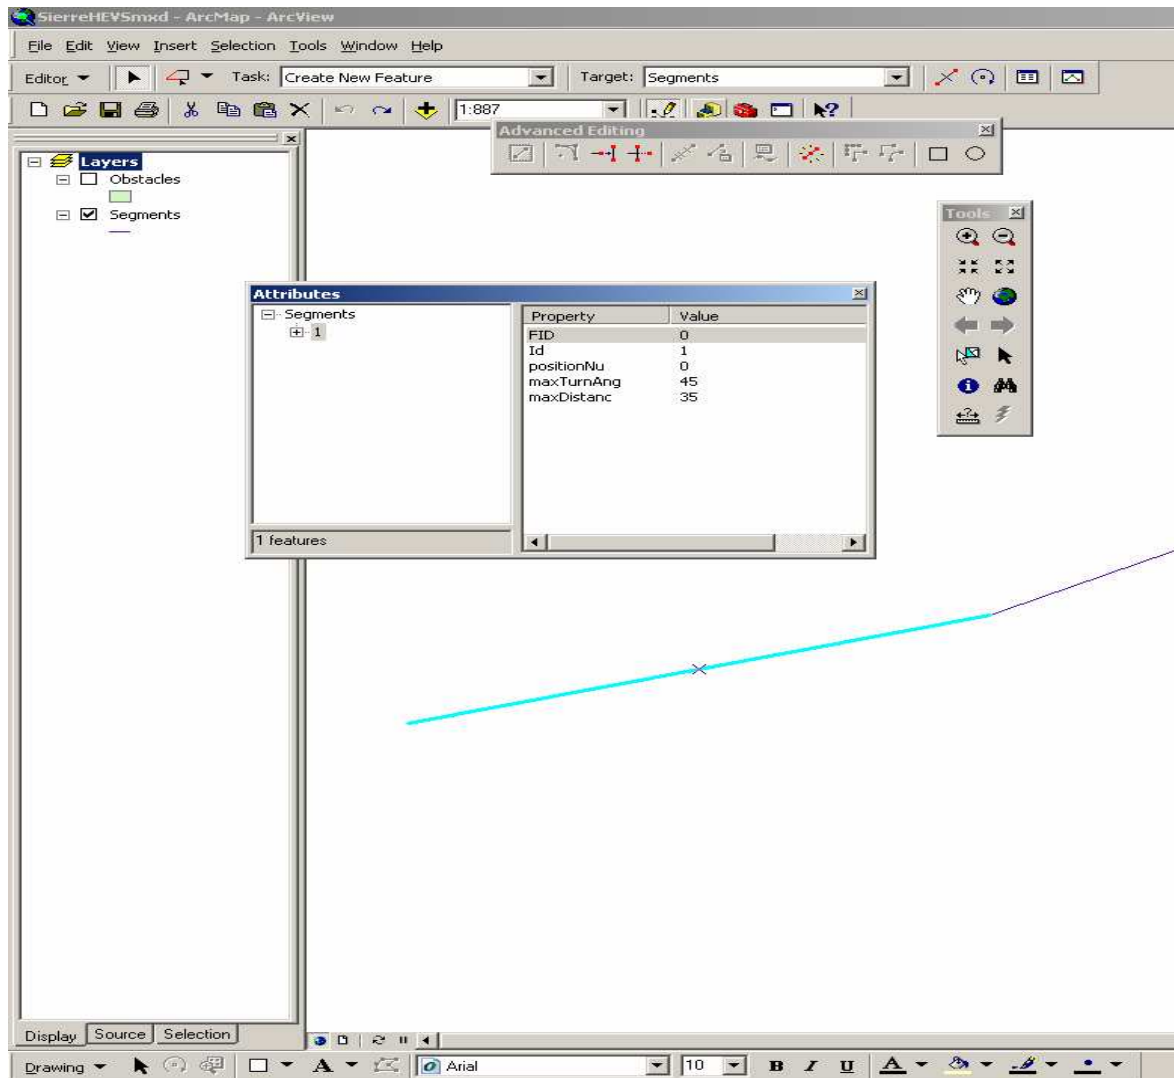 SierreHEVSmxd - ArcMap - ArcView
File Edit View Insert Selection Tools Window Help
Editor Task: Create New Feature Target: Segments
1:887
Advanced Editing
Layers
Obstacles
Segments
Tools
Attributes
Segments
1
Property Value
FID 0
Id 1
positionNu 0
maxTurnAng 45
maxDistanc 35
1 features
Display Source Selection
Drawing A Arial 10 B I U A